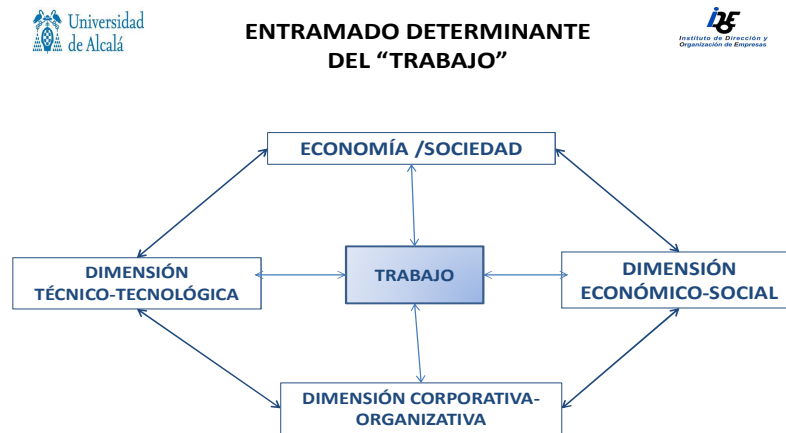 Universidad
de Alcalá
ENTRAMADO DETERMINANTE
DEL “TRABAJO”
Instituto de Dirección y
Organización de Empresas
ECONOMÍA /SOCIEDAD
DIMENSIÓN
TÉCNICO-TECNOLÓGICA
TRABAJO
DIMENSIÓN
ECONÓMICO-SOCIAL
DIMENSIÓN CORPORATIVA-
ORGANIZATIVA